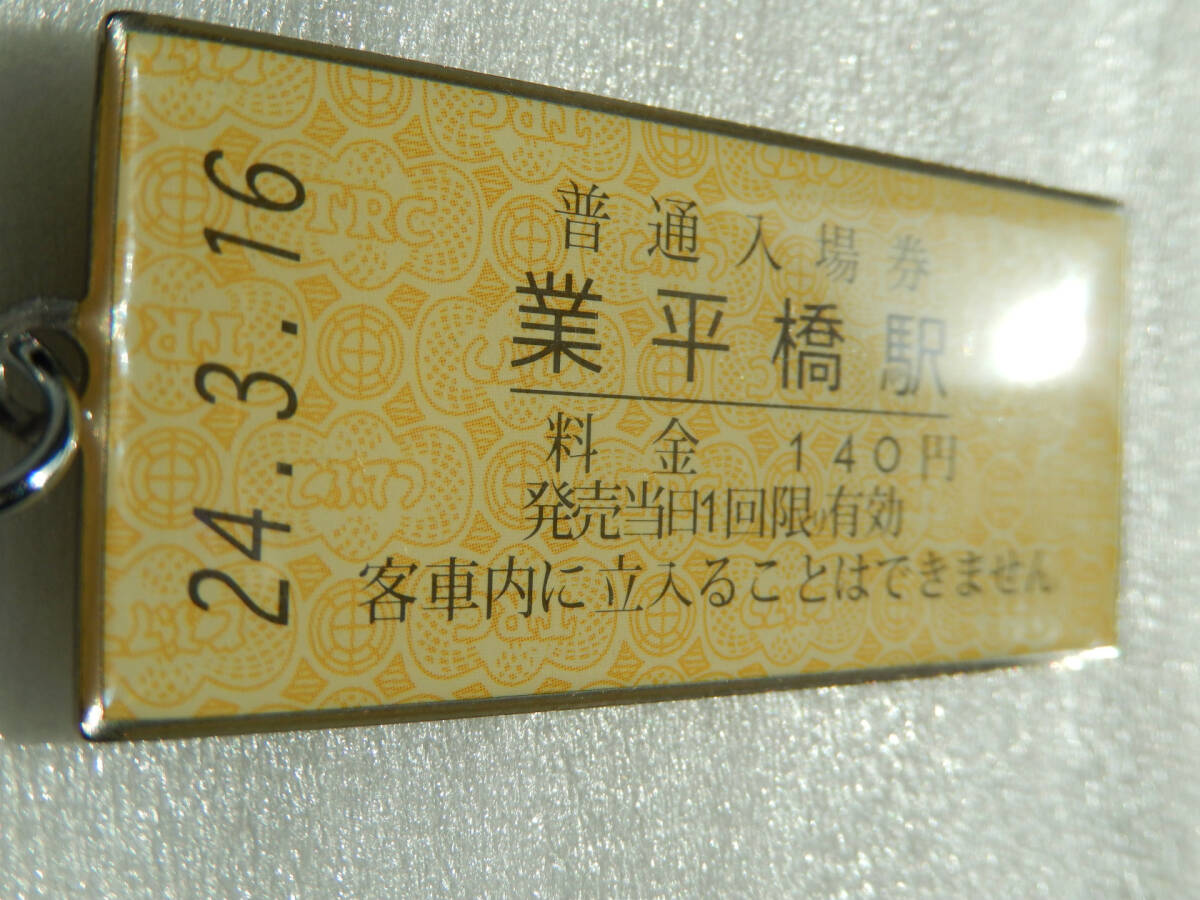 24.3.16
普通入場券
業平橋駅
料金 140円
発売当日1回限り有効
客車内に立入ることはできません